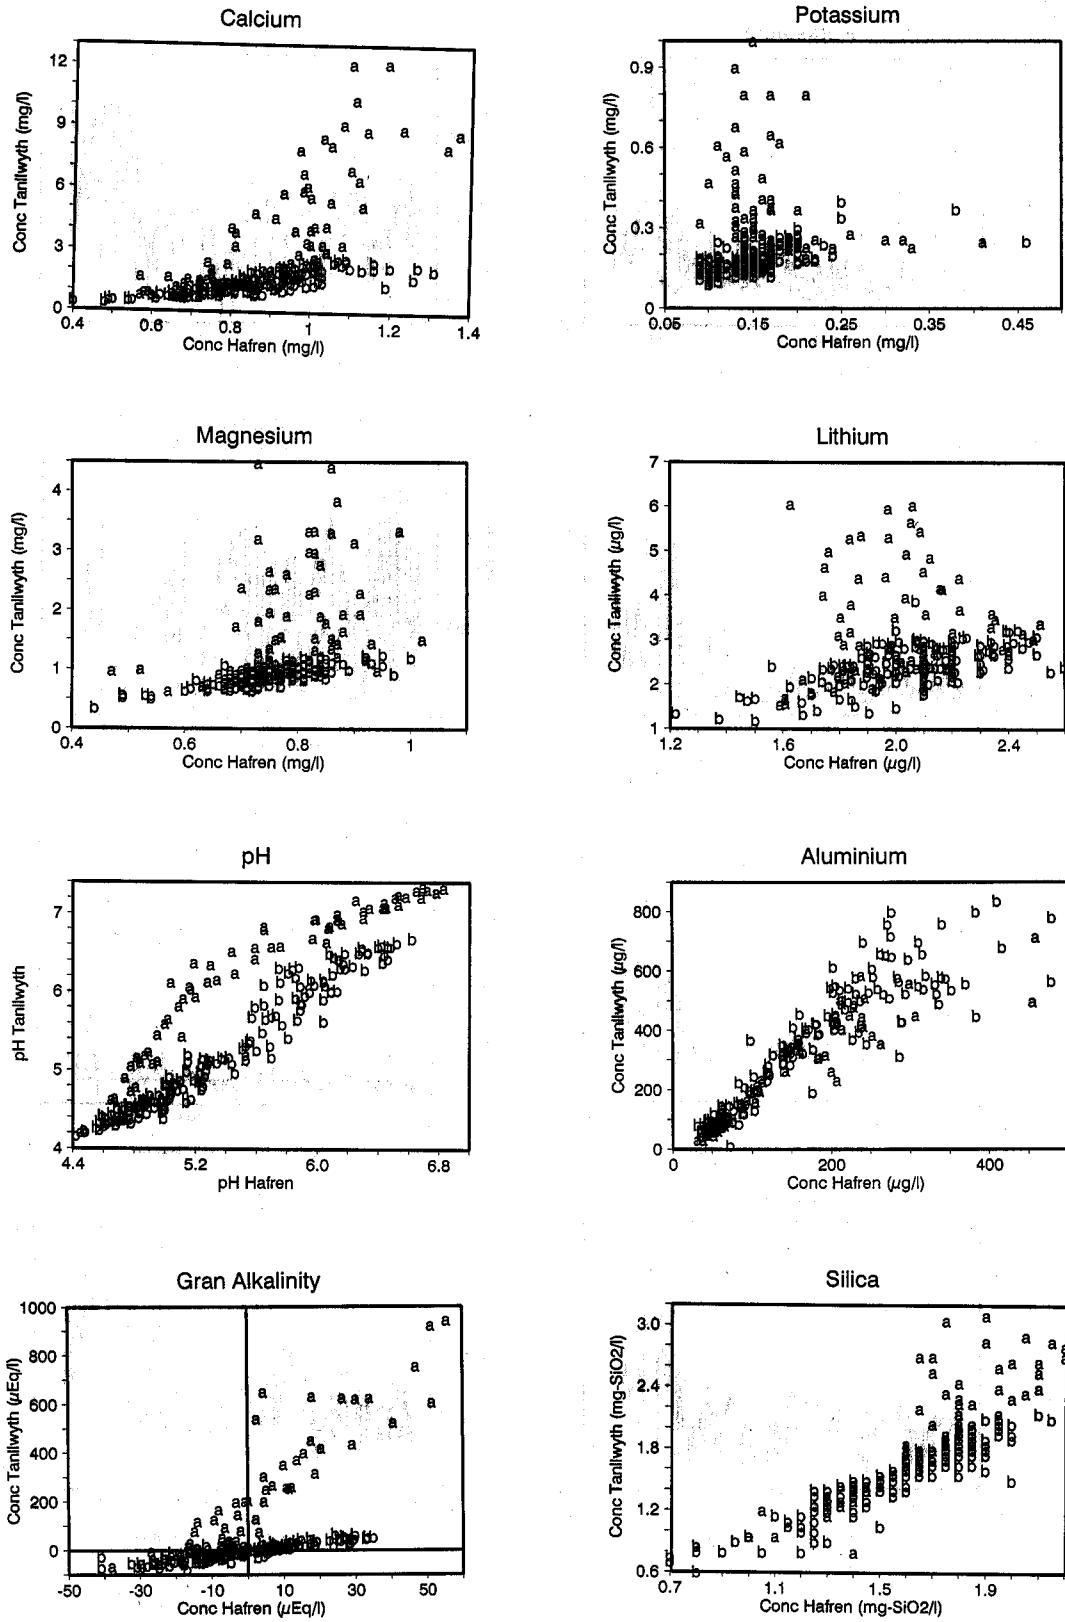 Calcium
Conc Tanllwyth (mg/l)
12
9
6
3
0
0.4 0.6 0.8 1 1.2 1.4
Conc Hafren (mg/l)
Potassium
Conc Tanllwyth (mg/l)
0.9
0.6
0.3
0
0.05 0.15 0.25 0.35 0.45
Conc Hafren (mg/l)
Magnesium
Conc Tanllwyth (mg/l)
4
3
2
1
0
0.4 0.6 0.8 1
Conc Hafren (mg/l)
Lithium
Conc Tanllwyth (µg/l)
7
6
5
4
3
2
1
1.2 1.6 2.0 2.4
Conc Hafren (µg/l)
pH
pH Tanllwyth
7
6
5
4
4.4 5.2 6.0 6.8
pH Hafren
Aluminium
Conc Tanllwyth (µg/l)
800
600
400
200
0
0 200 400
Conc Hafren (µg/l)
Gran Alkalinity
Conc Tanllwyth (µEq/l)
1000
800
600
400
200
0
-50 -30 -10 10 30 50
Conc Hafren (µEq/l)
Silica
Conc Tanllwyth (mg-SiO2/l)
3.0
2.4
1.8
1.2
0.6
0.7 1.1 1.5 1.9
Conc Hafren (mg-SiO2/l)